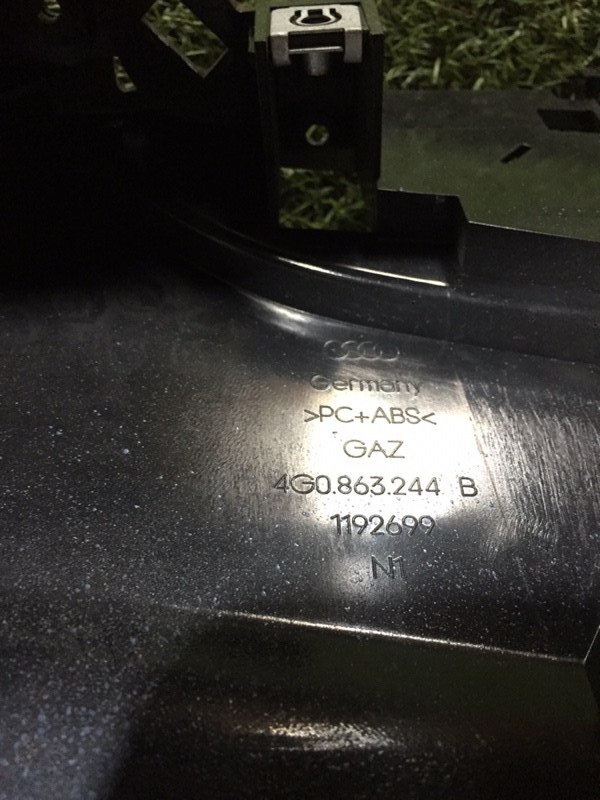 Germany
>PC+ABS<
GAZ
4G0.863.244 B
1192699
N1